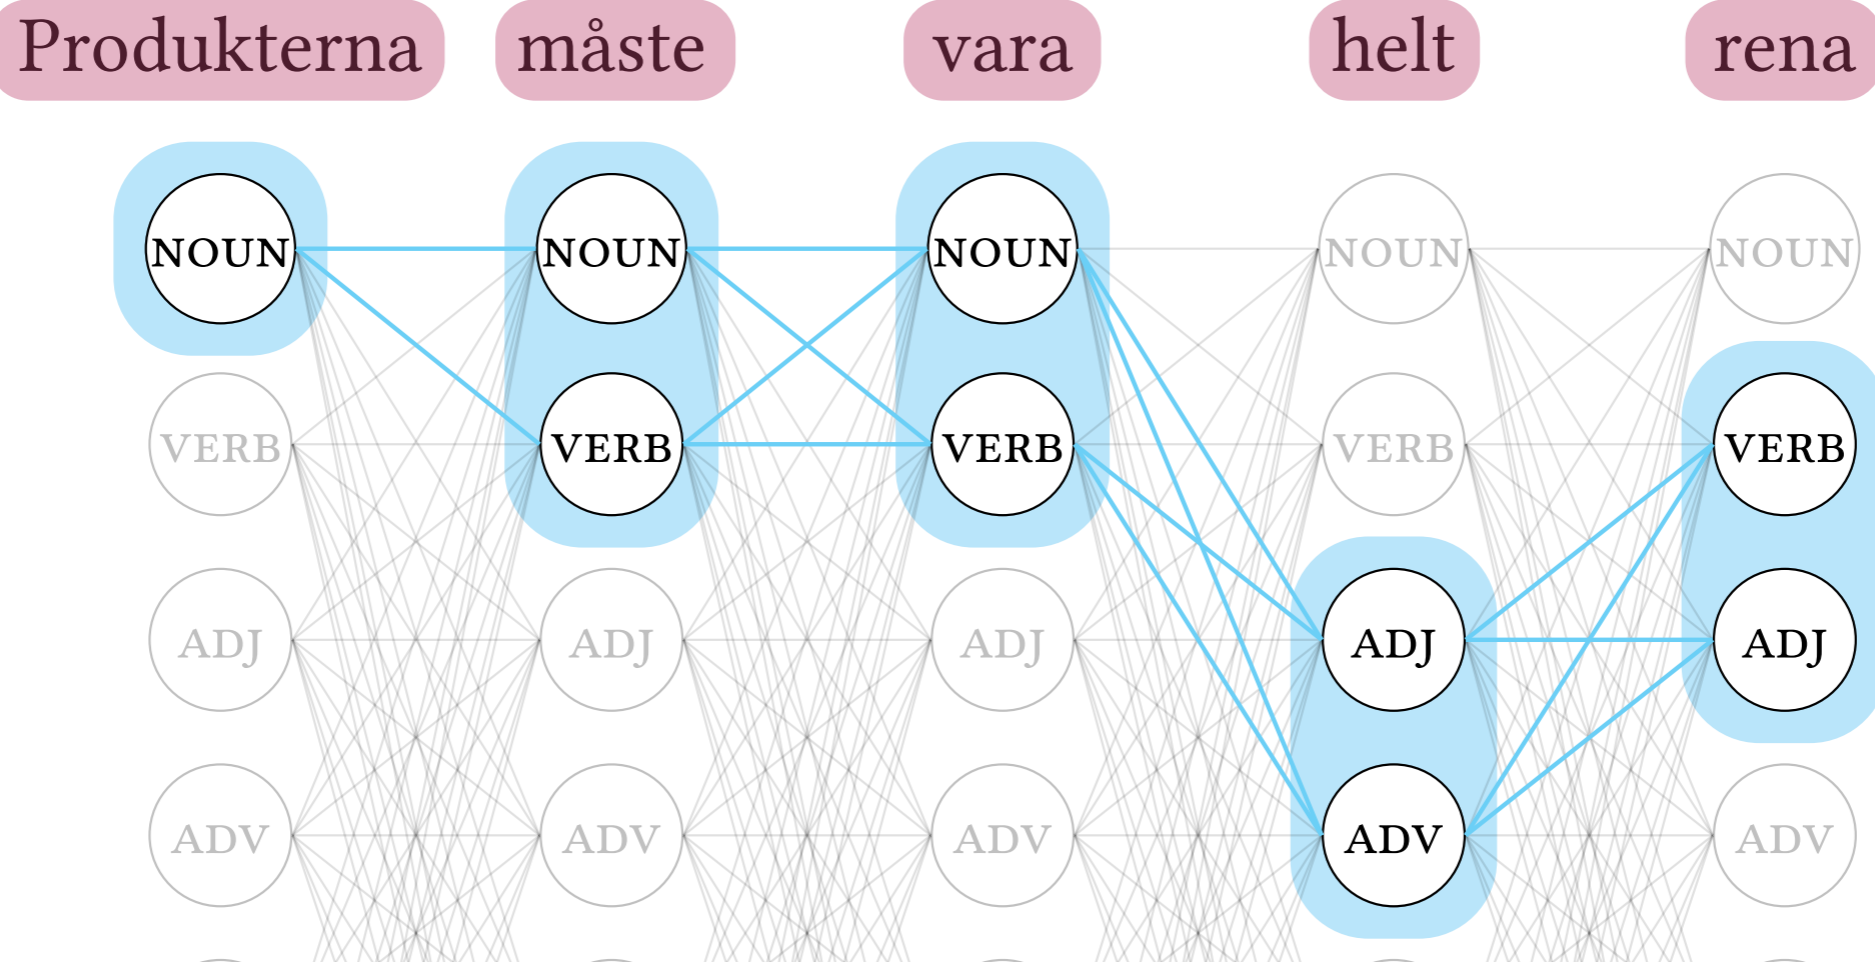 Produkterna måste vara helt rena
NOUN NOUN NOUN NOUN NOUN
VERB VERB VERB VERB VERB
ADJ ADJ ADJ ADJ ADJ
ADV ADV ADV ADV ADV